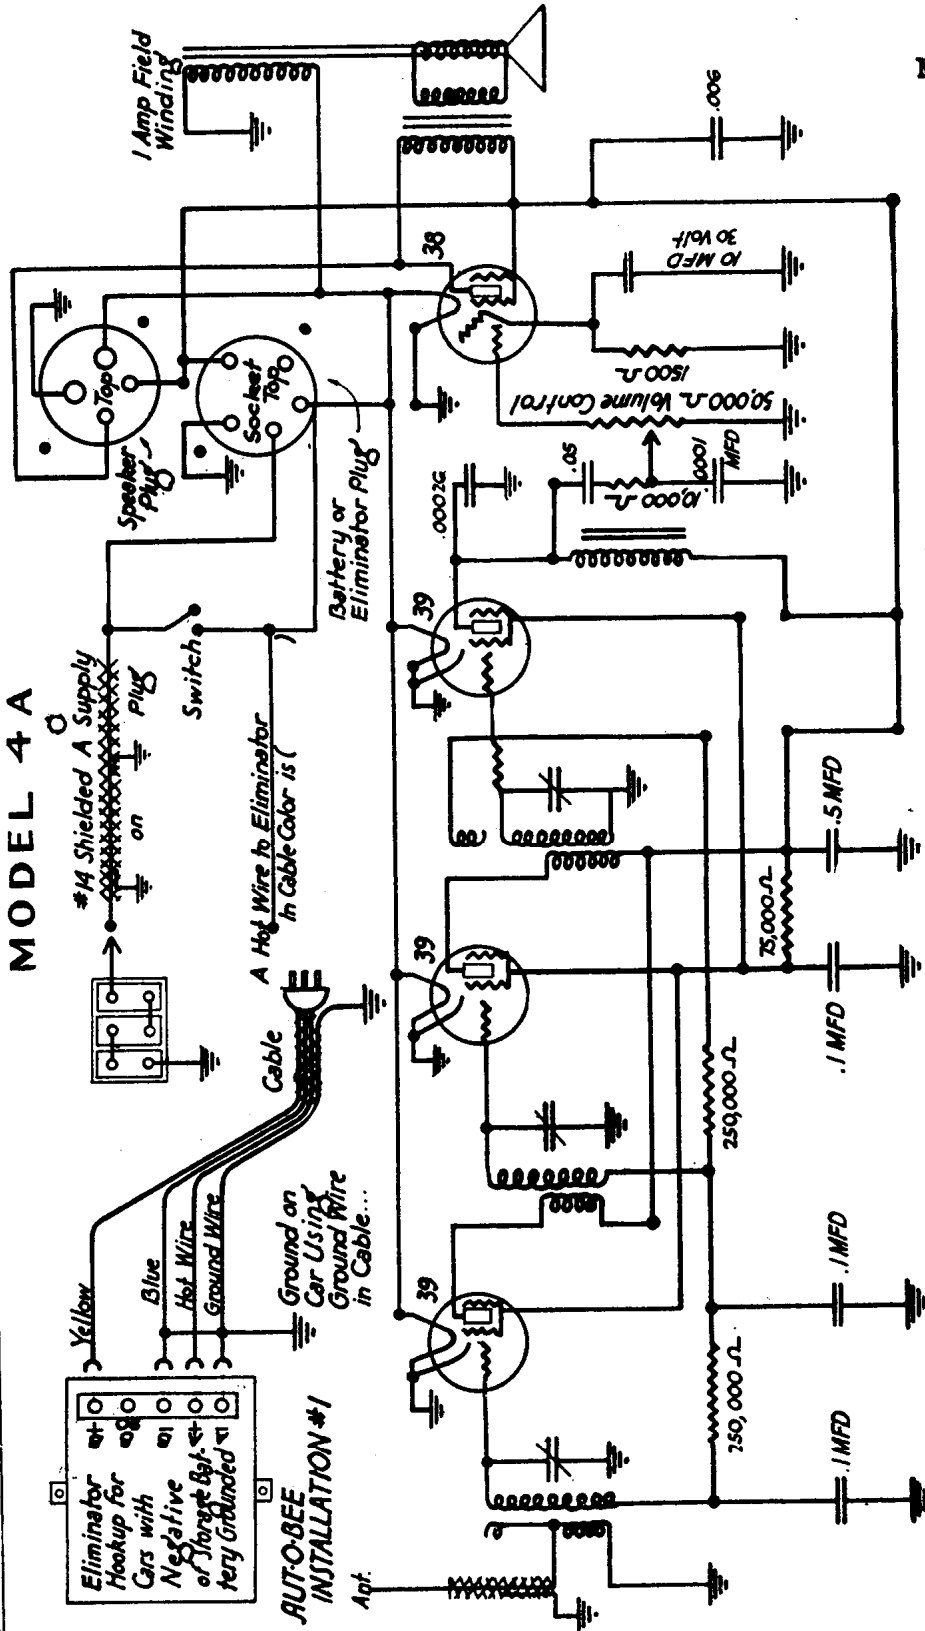 MODEL 4A
Eliminator
Hookup for
Cars with
Negative
of Storage Bat-
tery Grounded
B+
B-
A+
A-
Yellow
Blue
Hot Wire
Ground Wire
Cable
Ground on
Car Using
Ground Wire
in Cable...
AUT-O-BEE
INSTALLATION #1
#14 Shielded A Supply
on
Plug
Switch
A Hot Wire to Eliminator
In Cable Color is (
)
Speaker
Plug
Top
Socket
Top
Battery or
Eliminator Plug
1 Amp Field
Winding
Ant.
39
39
39
38
.00026
.05
10,000 Ω
.0001
MFD
50,000 Ω Volume Control
1500 Ω
10 MFD
30 Volt
.006
250,000 Ω
250,000 Ω
75,000 Ω
.1 MFD
.1 MFD
.1 MFD
.5 MFD